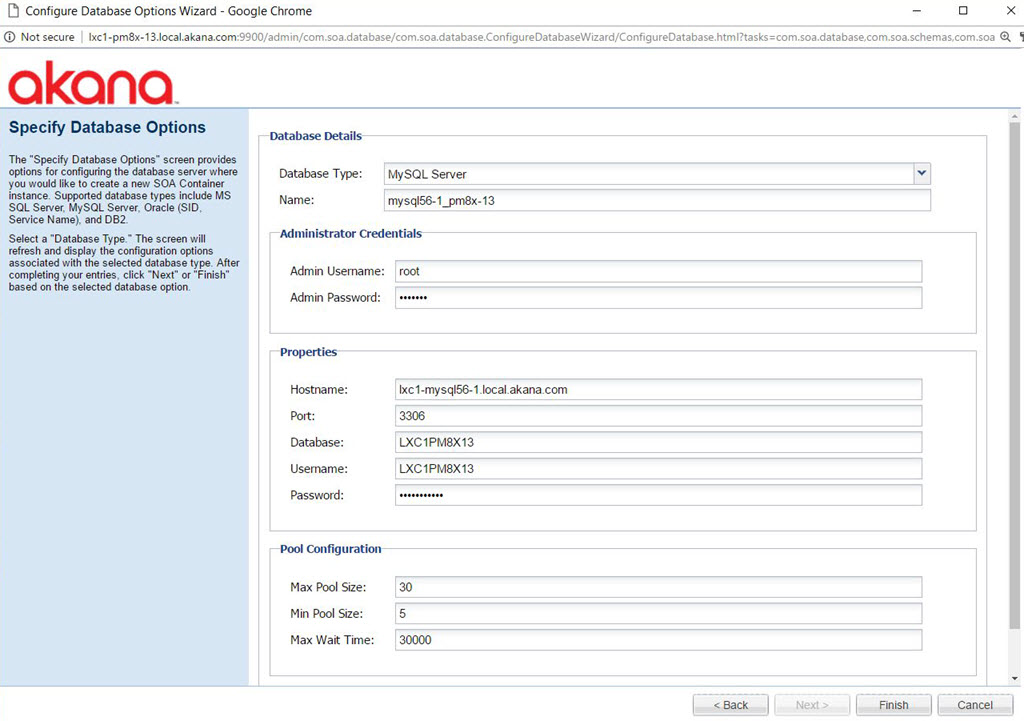 Configure Database Options Wizard - Google Chrome
Not secure | lxc1-pm8x-13.local.akana.com:9900/admin/com.soa.database/com.soa.database.ConfigureDatabaseWizard/ConfigureDatabase.html?tasks=com.soa.database,com.soa.schemas,com.soa
akana
Specify Database Options
The "Specify Database Options" screen provides
options for configuring the database server where
you would like to create a new SOA Container
instance. Supported database types include MS
SQL Server, MySQL Server, Oracle (SID,
Service Name), and DB2.
Select a "Database Type." The screen will
refresh and display the configuration options
associated with the selected database type. After
completing your entries, click "Next" or "Finish"
based on the selected database option.
Database Details
Database Type: MySQL Server
Name: mysql56-1_pm8x-13
Administrator Credentials
Admin Username: root
Admin Password: •••••••
Properties
Hostname: lxc1-mysql56-1.local.akana.com
Port: 3306
Database: LXC1PM8X13
Username: LXC1PM8X13
Password: •••••••••••
Pool Configuration
Max Pool Size: 30
Min Pool Size: 5
Max Wait Time: 30000
< Back Next > Finish Cancel